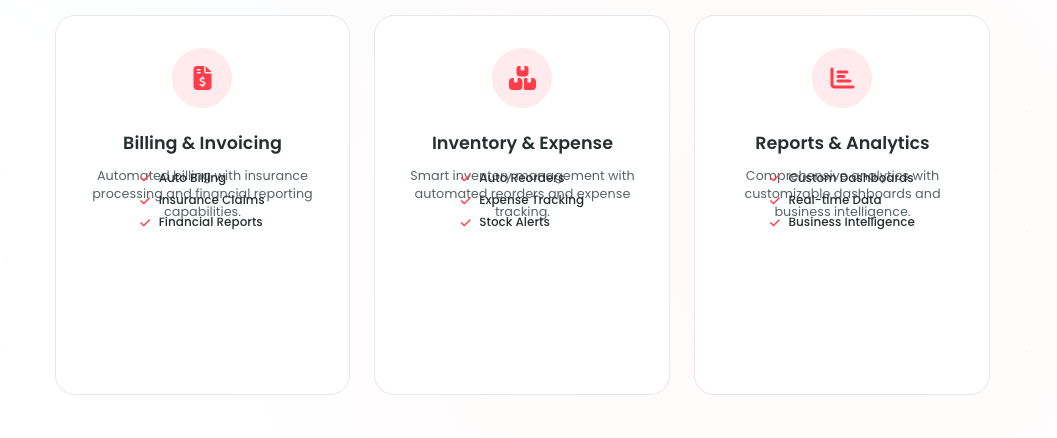 Billing & Invoicing
Automated billing with insurance
processing and financial reporting
capabilities.
Auto Billing
Insurance Claims
Financial Reports
Inventory & Expense
Smart inventory management with
automated reorders and expense
tracking.
Auto Reorders
Expense Tracking
Stock Alerts
Reports & Analytics
Comprehensive analytics with
customizable dashboards and
business intelligence.
Custom Dashboards
Real-time Data
Business Intelligence